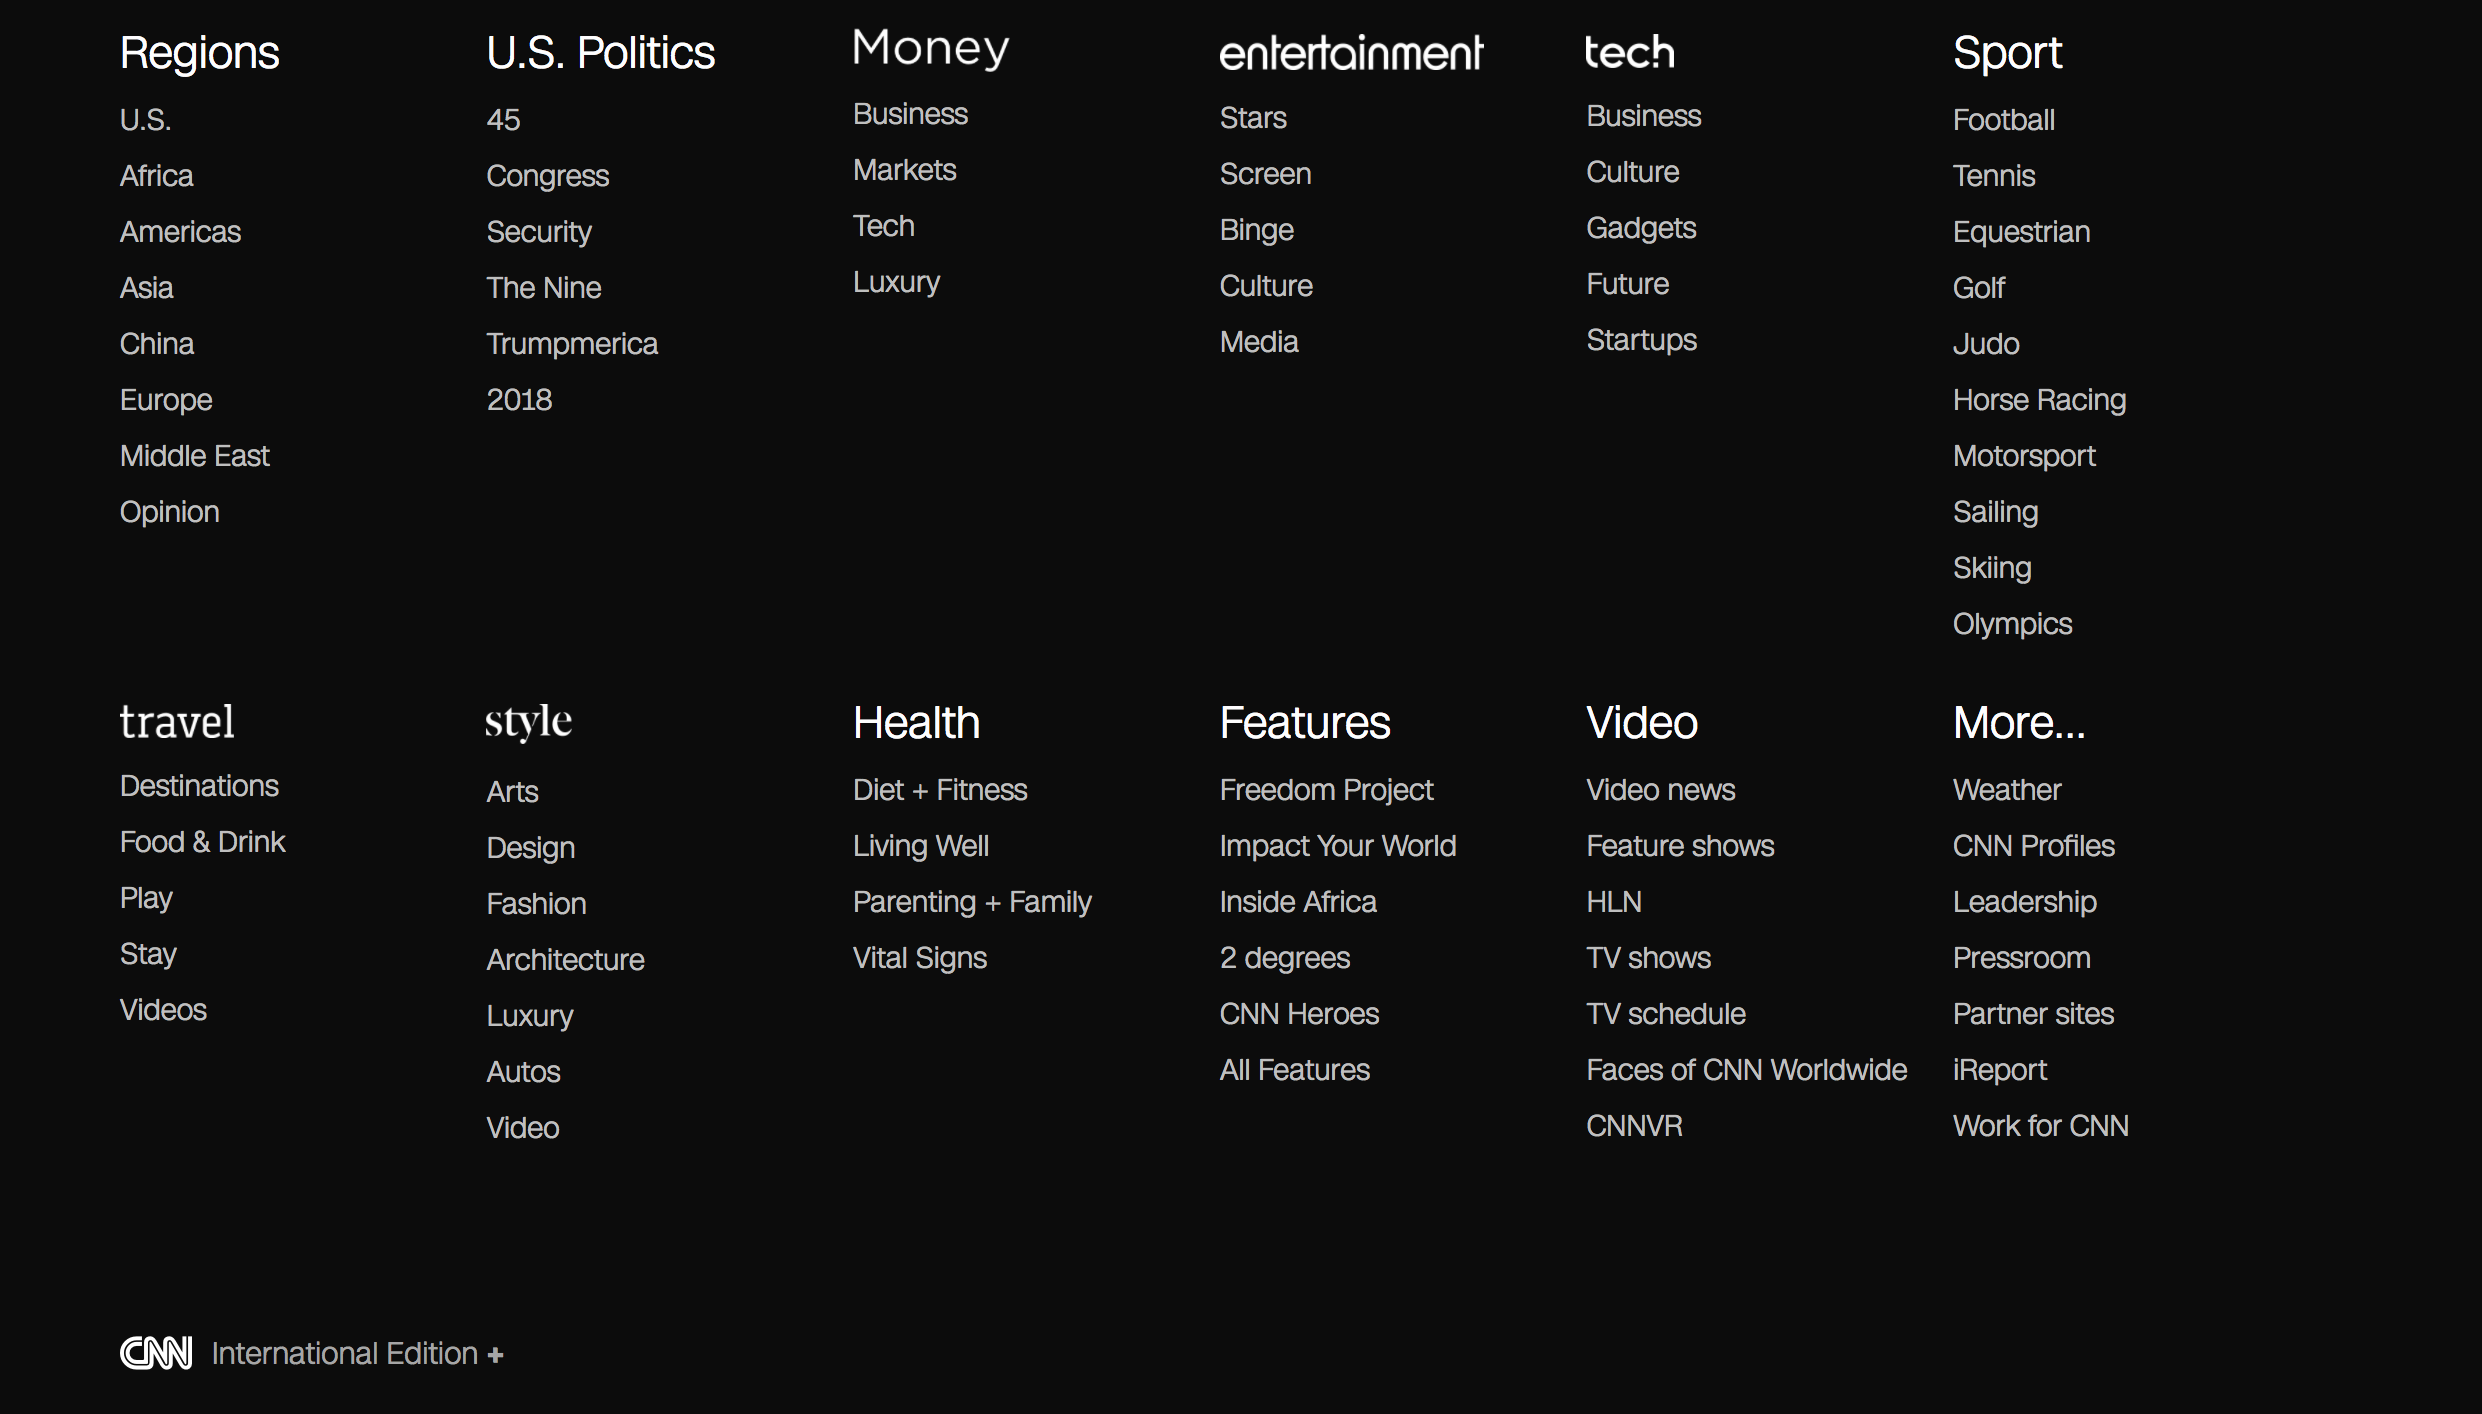 Regions
U.S.
Africa
Americas
Asia
China
Europe
Middle East
Opinion
U.S. Politics
45
Congress
Security
The Nine
Trumpmerica
2018
Money
Business
Markets
Tech
Luxury
entertainment
Stars
Screen
Binge
Culture
Media
tech
Business
Culture
Gadgets
Future
Startups
Sport
Football
Tennis
Equestrian
Golf
Judo
Horse Racing
Motorsport
Sailing
Skiing
Olympics
travel
Destinations
Food & Drink
Play
Stay
Videos
style
Arts
Design
Fashion
Architecture
Luxury
Autos
Video
Health
Diet + Fitness
Living Well
Parenting + Family
Vital Signs
Features
Freedom Project
Impact Your World
Inside Africa
2 degrees
CNN Heroes
All Features
Video
Video news
Feature shows
HLN
TV shows
TV schedule
Faces of CNN Worldwide
CNNVR
More...
Weather
CNN Profiles
Leadership
Pressroom
Partner sites
iReport
Work for CNN
CNN International Edition +